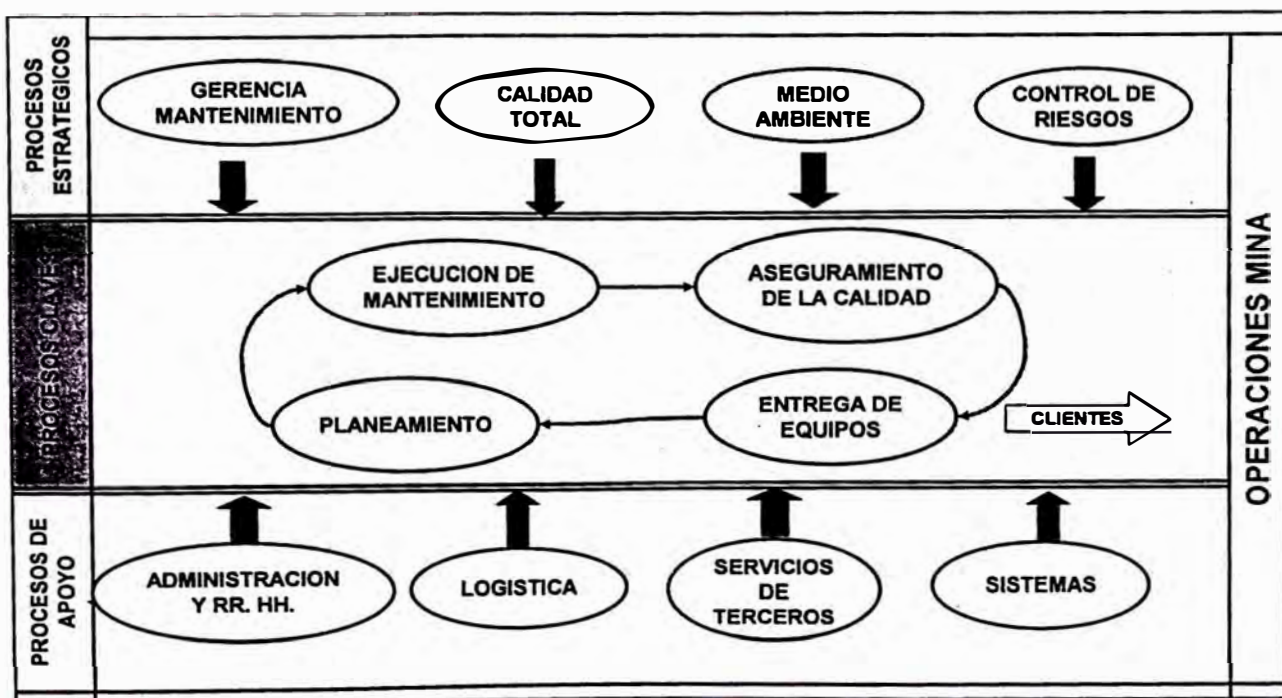 PROCESOS
ESTRATEGICOS
GERENCIA
MANTENIMIENTO
CALIDAD
TOTAL
MEDIO
AMBIENTE
CONTROL DE
RIESGOS
PROCESOS CLAVES
EJECUCION DE
MANTENIMIENTO
ASEGURAMIENTO
DE LA CALIDAD
PLANEAMIENTO
ENTREGA DE
EQUIPOS
CLIENTES
OPERACIONES MINA
PROCESOS DE
APOYO
ADMINISTRACION
Y RR. HH.
LOGISTICA
SERVICIOS
DE
TERCEROS
SISTEMAS